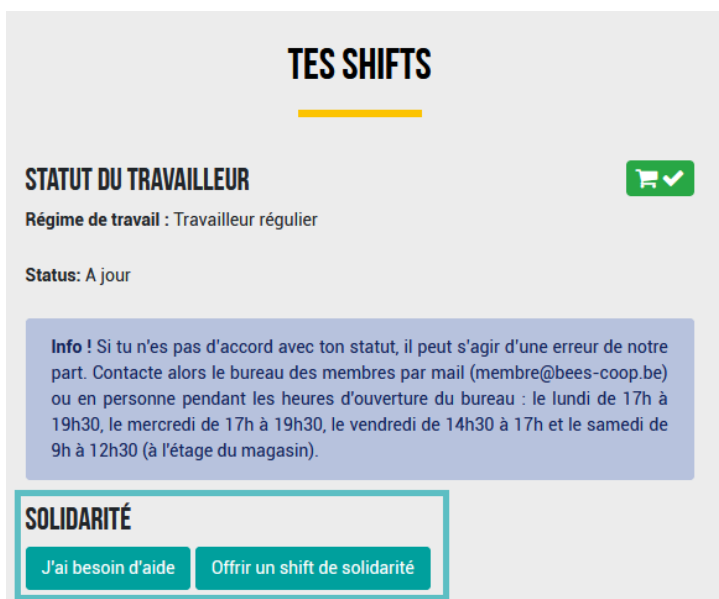 TES SHIFTS
STATUT DU TRAVAILLEUR
Régime de travail : Travailleur régulier
Status: A jour
Info ! Si tu n'es pas d'accord avec ton statut, il peut s'agir d'une erreur de notre
part. Contacte alors le bureau des membres par mail (membre@bees-coop.be)
ou en personne pendant les heures d'ouverture du bureau : le lundi de 17h à
19h30, le mercredi de 17h à 19h30, le vendredi de 14h30 à 17h et le samedi de
9h à 12h30 (à l'étage du magasin).
SOLIDARITÉ
J'ai besoin d'aide
Offrir un shift de solidarité